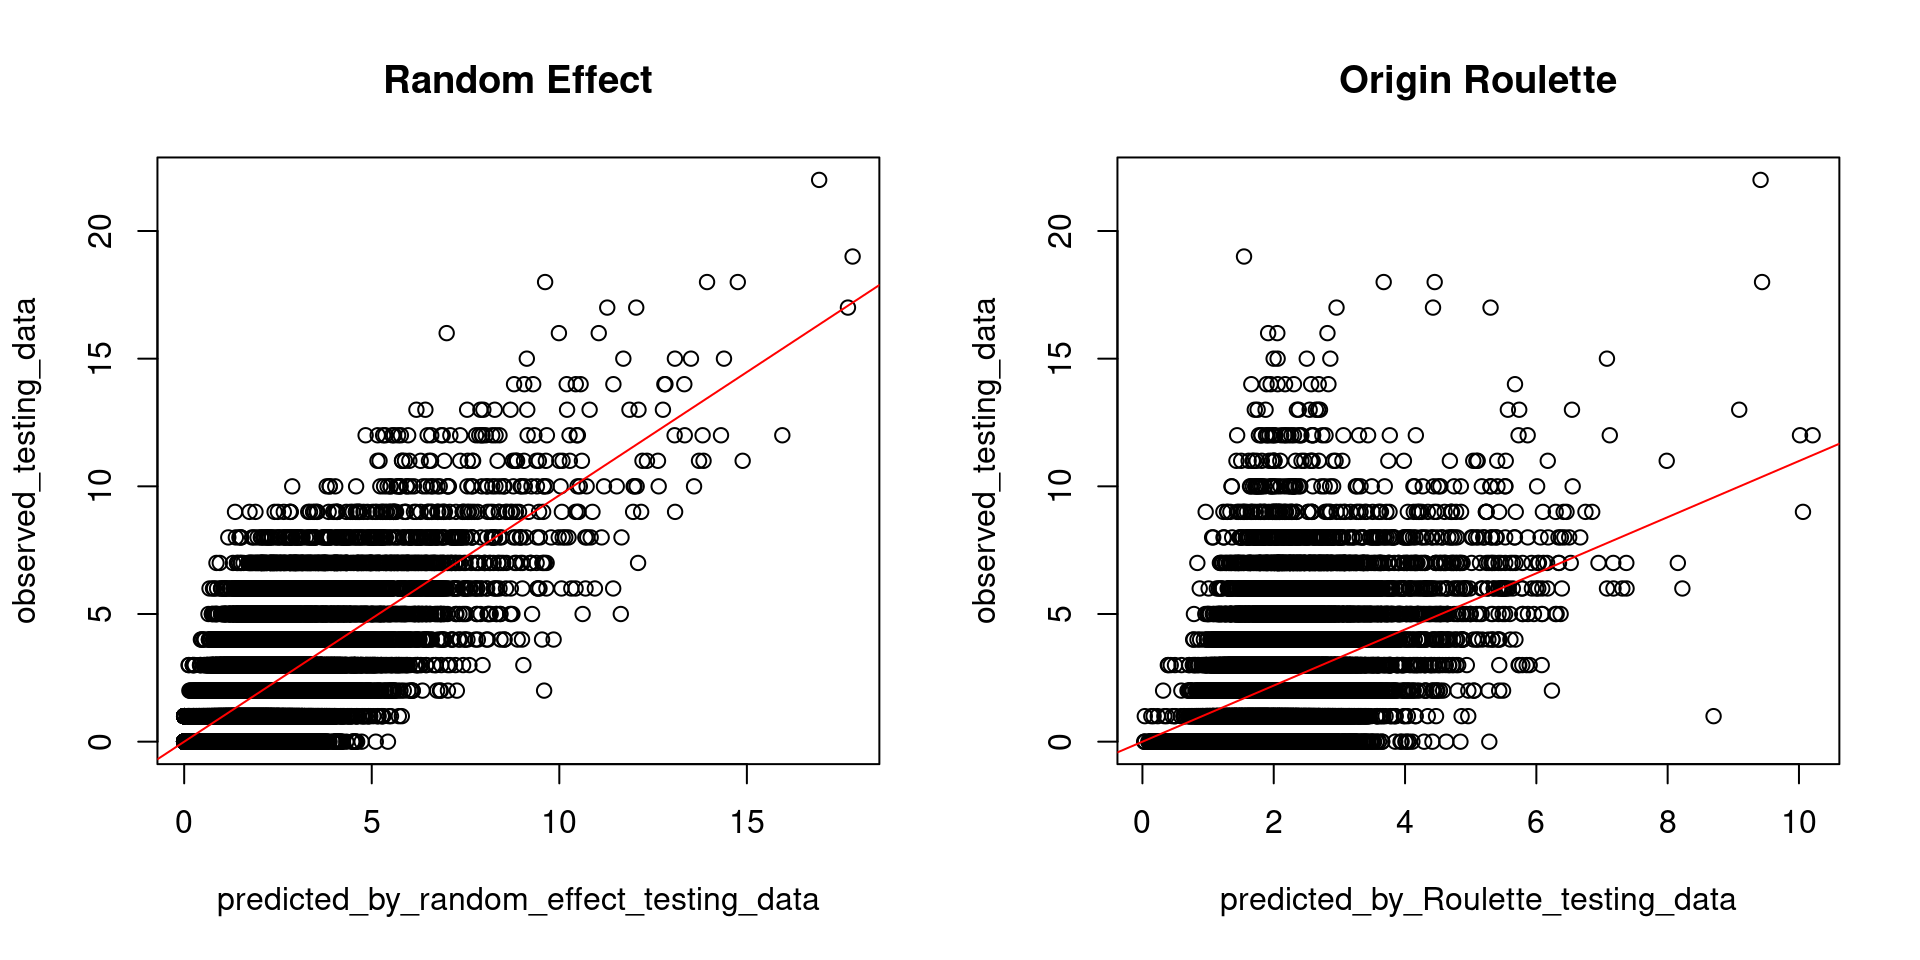 Random Effect
observed_testing_data
20
15
10
5
0
0 5 10 15
predicted_by_random_effect_testing_data
Origin Roulette
observed_testing_data
20
15
10
5
0
0 2 4 6 8 10
predicted_by_Roulette_testing_data